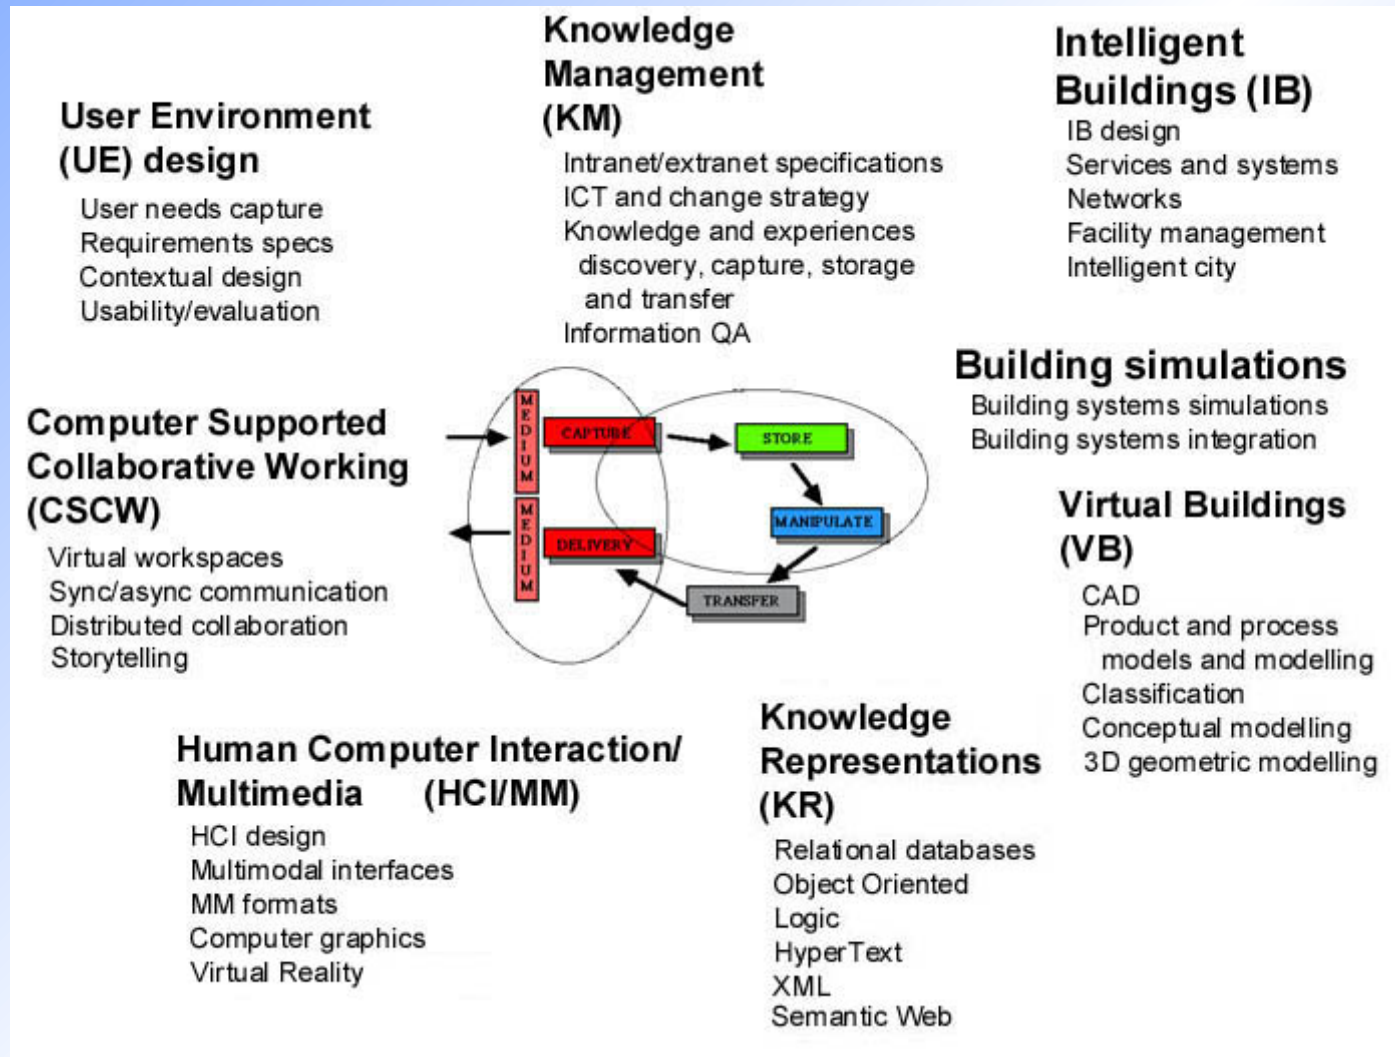 Knowledge
Management
(KM)
Intranet/extranet specifications
ICT and change strategy
Knowledge and experiences
discovery, capture, storage
and transfer
Information QA
Intelligent
Buildings (IB)
IB design
Services and systems
Networks
Facility management
Intelligent city
User Environment
(UE) design
User needs capture
Requirements specs
Contextual design
Usability/evaluation
Building simulations
Building systems simulations
Building systems integration
Computer Supported
Collaborative Working
(CSCW)
Virtual workspaces
Sync/async communication
Distributed collaboration
Storytelling
MEDIUM
CAPTURE
STORE
MANIPULATE
MEDIUM
DELIVERY
TRANSFER
Virtual Buildings
(VB)
CAD
Product and process
models and modelling
Classification
Conceptual modelling
3D geometric modelling
Human Computer Interaction/
Multimedia (HCI/MM)
HCI design
Multimodal interfaces
MM formats
Computer graphics
Virtual Reality
Knowledge
Representations
(KR)
Relational databases
Object Oriented
Logic
HyperText
XML
Semantic Web